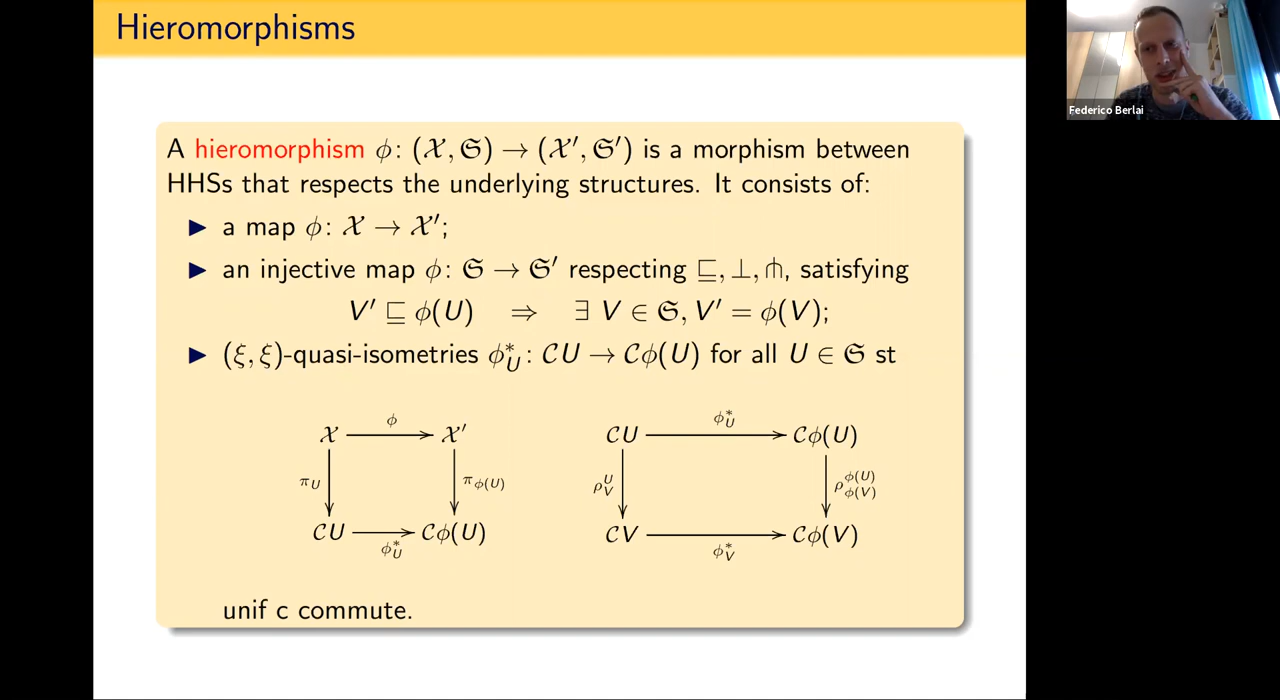 Hieromorphisms
Federico Berlai
A hieromorphism ϕ: (𝒳, 𝔖) → (𝒳′, 𝔖′) is a morphism between
HHSs that respects the underlying structures. It consists of:
▶ a map ϕ: 𝒳 → 𝒳′;
▶ an injective map ϕ: 𝔖 → 𝔖′ respecting ⊑, ⊥, ⋔, satisfying
V′ ⊑ ϕ(U) ⇒ ∃ V ∈ 𝔖, V′ = ϕ(V);
▶ (ξ, ξ)-quasi-isometries ϕ*_U: 𝒞U → 𝒞ϕ(U) for all U ∈ 𝔖 st
ϕ
𝒳 → 𝒳′
π_U π_ϕ(U)
𝒞U → 𝒞ϕ(U)
ϕ*_U
ϕ*_U
𝒞U → 𝒞ϕ(U)
ρ^U_V ρ^ϕ(U)_ϕ(V)
𝒞V → 𝒞ϕ(V)
ϕ*_V
unif c commute.